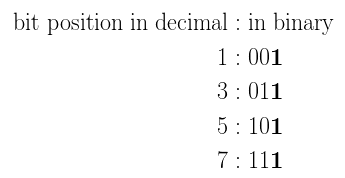 bit position in decimal : in binary
1 : 001
3 : 011
5 : 101
7 : 111